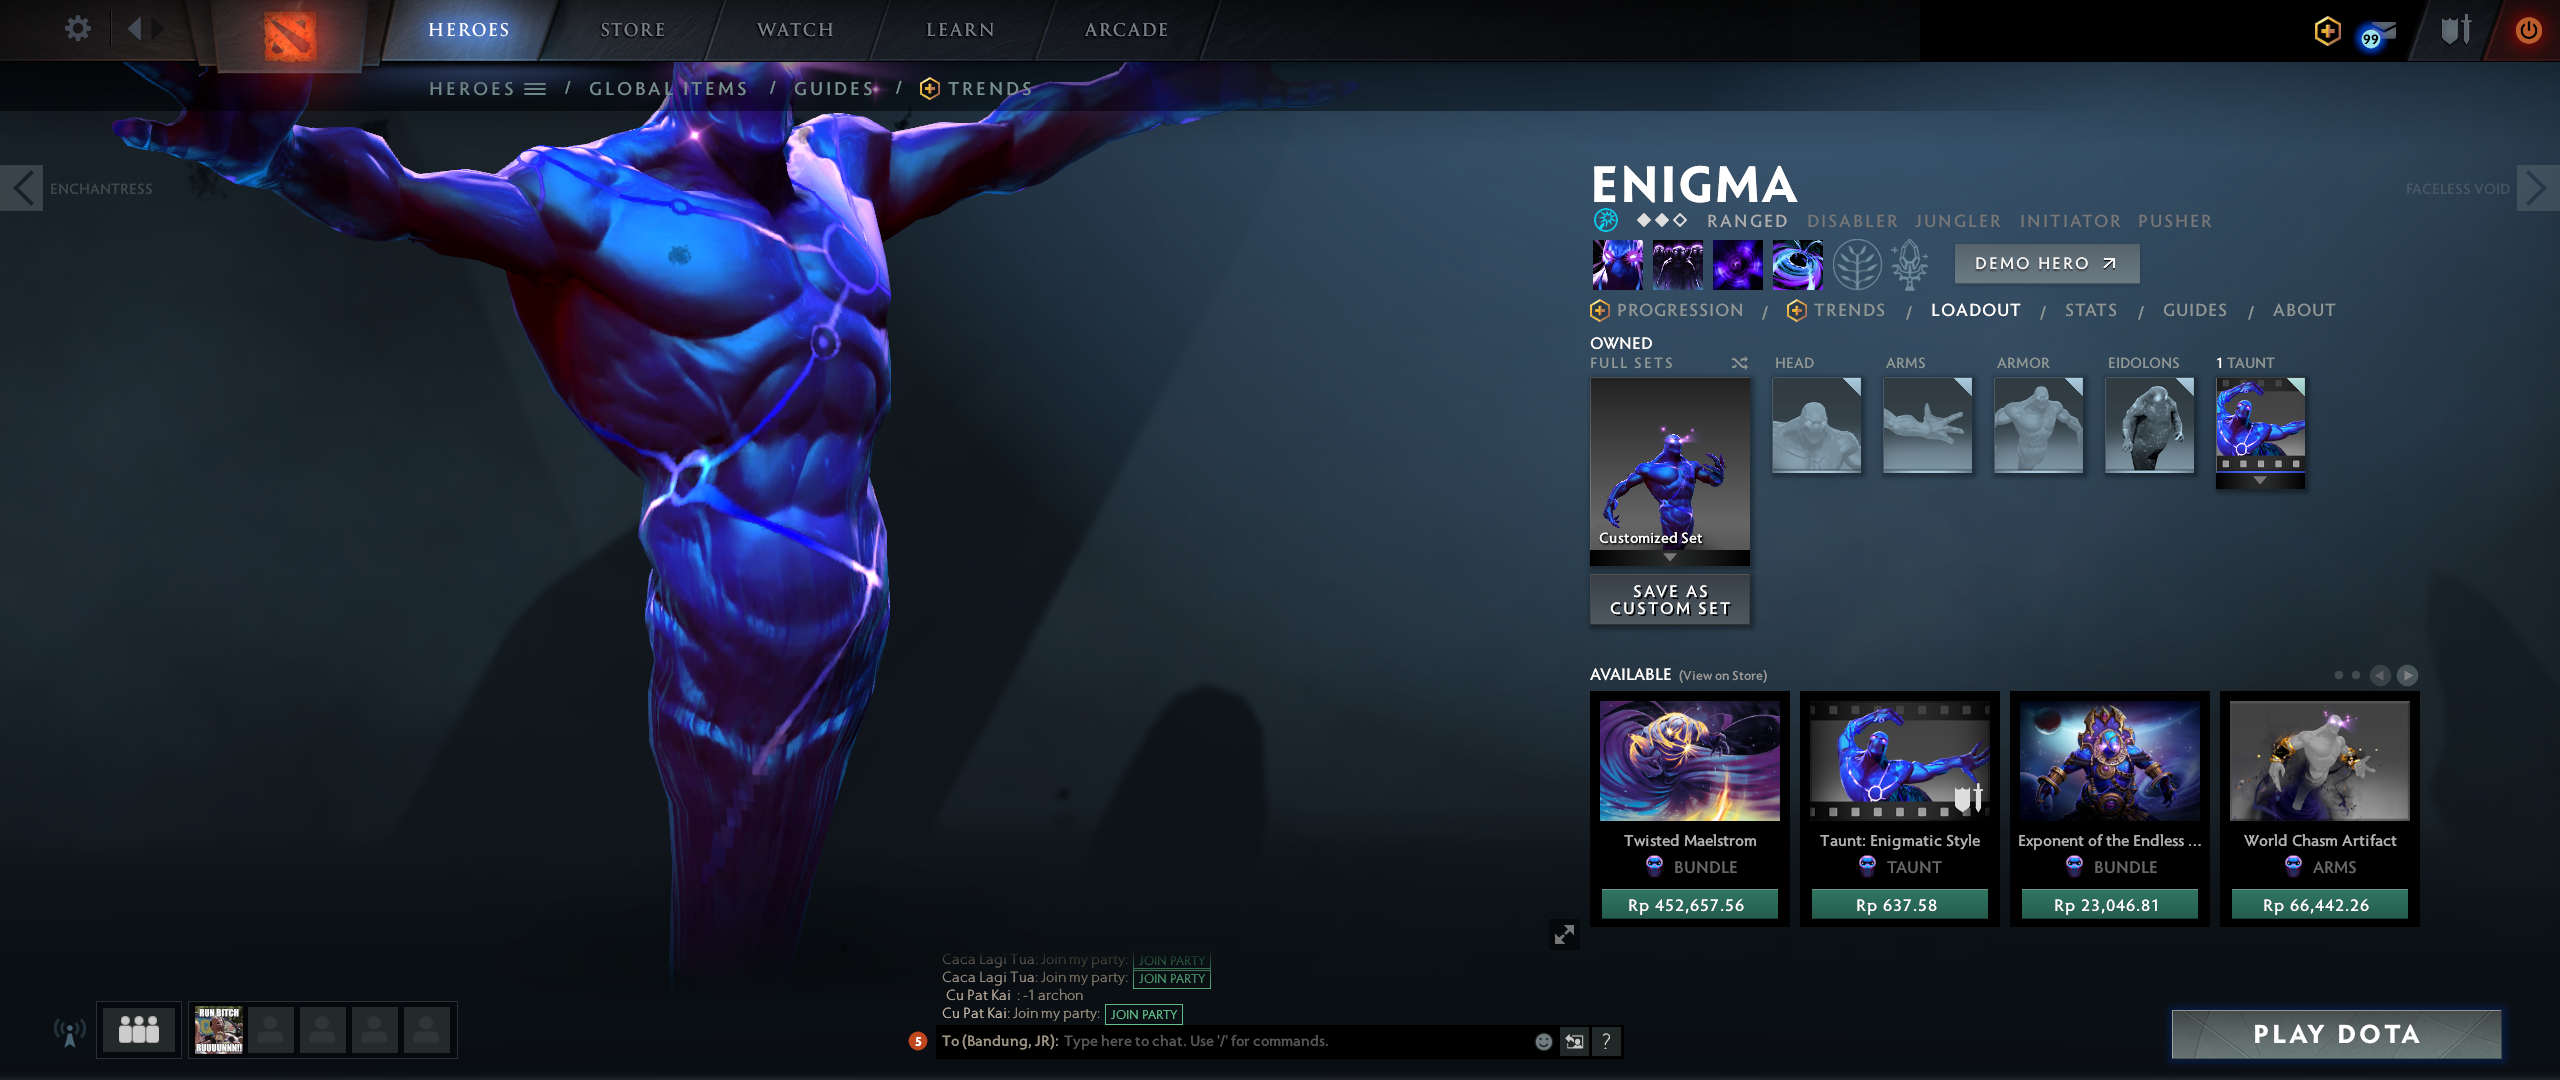 HEROES
STORE
WATCH
LEARN
ARCADE
99
HEROES / GLOBAL ITEMS / GUIDES / TRENDS
ENCHANTRESS
FACELESS VOID
ENIGMA
RANGED DISABLER JUNGLER INITIATOR PUSHER
DEMO HERO
PROGRESSION / TRENDS / LOADOUT / STATS / GUIDES / ABOUT
OWNED
FULL SETS
HEAD
ARMS
ARMOR
EIDOLONS
1 TAUNT
Customized Set
SAVE AS
CUSTOM SET
AVAILABLE (View on Store)
Twisted Maelstrom
BUNDLE
Rp 452,657.56
Taunt: Enigmatic Style
TAUNT
Rp 637.58
Exponent of the Endless ...
BUNDLE
Rp 23,046.81
World Chasm Artifact
ARMS
Rp 66,442.26
Caca Lagi Tua: Join my party: JOIN PARTY
Caca Lagi Tua: Join my party: JOIN PARTY
Cu Pat Kai : -1 archon
Cu Pat Kai: Join my party: JOIN PARTY
5
To (Bandung, JR): Type here to chat. Use '/' for commands.
?
RUN BITCH
RUUUUNNN!!
PLAY DOTA